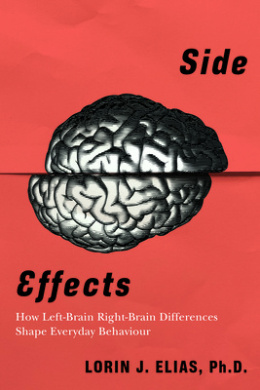 Side
Effects
How Left-Brain Right-Brain Differences
Shape Everyday Behaviour
LORIN J. ELIAS, Ph.D.